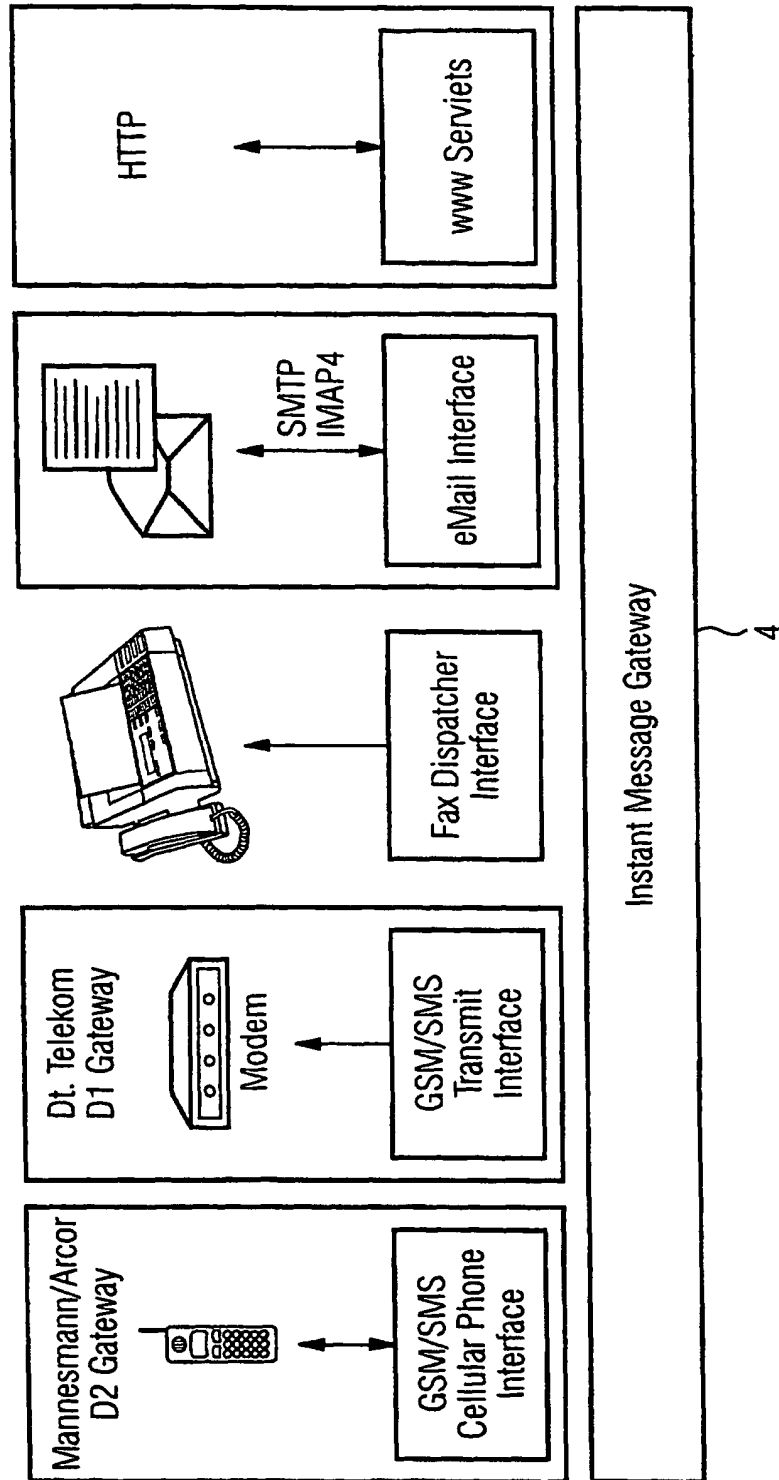 Mannesmann/Arcor
D2 Gateway
GSM/SMS
Cellular Phone
Interface
Dt. Telekom
D1 Gateway
Modem
GSM/SMS
Transmit
Interface
Fax Dispatcher
Interface
SMTP
IMAP4
eMail Interface
HTTP
www Serviets
Instant Message Gateway
4